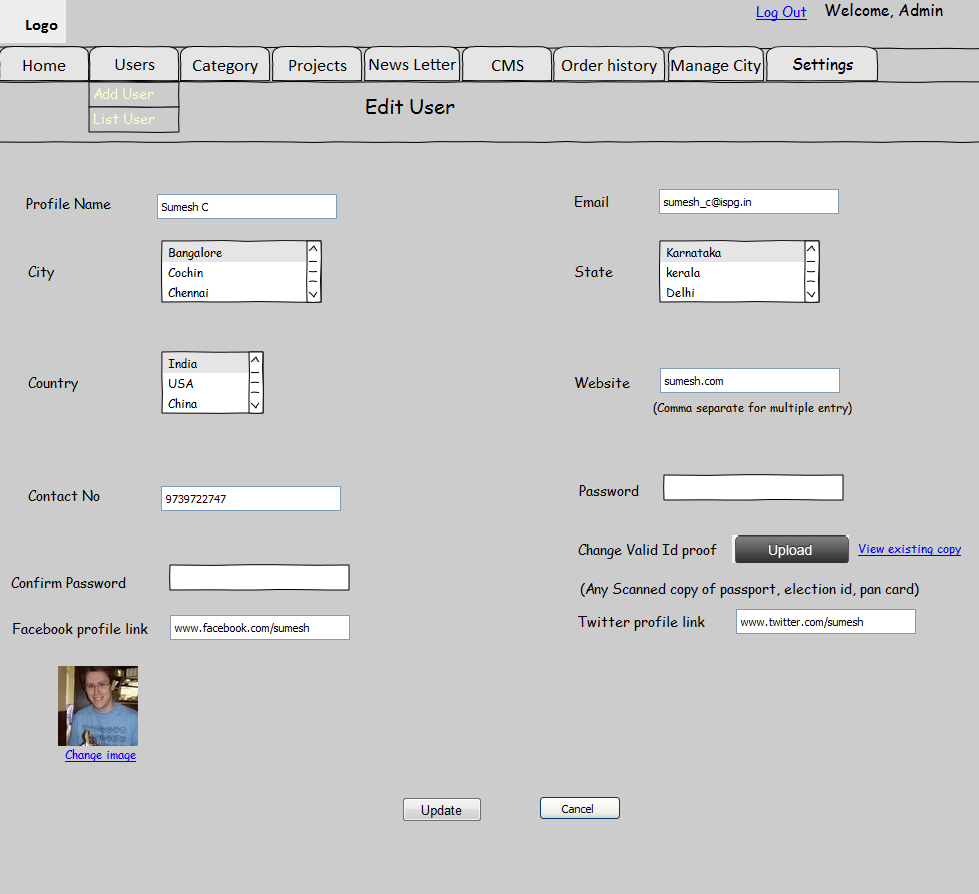 Logo
Log Out Welcome, Admin
Home Users Category Projects News Letter CMS Order history Manage City Settings
Add User
List User
Edit User
Profile Name Sumesh C
Email sumesh_c@ispg.in
City Bangalore
Cochin
Chennai
State Karnataka
kerala
Delhi
Country India
USA
China
Website sumesh.com
(Comma separate for multiple entry)
Contact No 9739722747
Password
Change Valid Id proof Upload View existing copy
(Any Scanned copy of passport, election id, pan card)
Confirm Password
Facebook profile link www.facebook.com/sumesh
Twitter profile link www.twitter.com/sumesh
Change image
Update Cancel